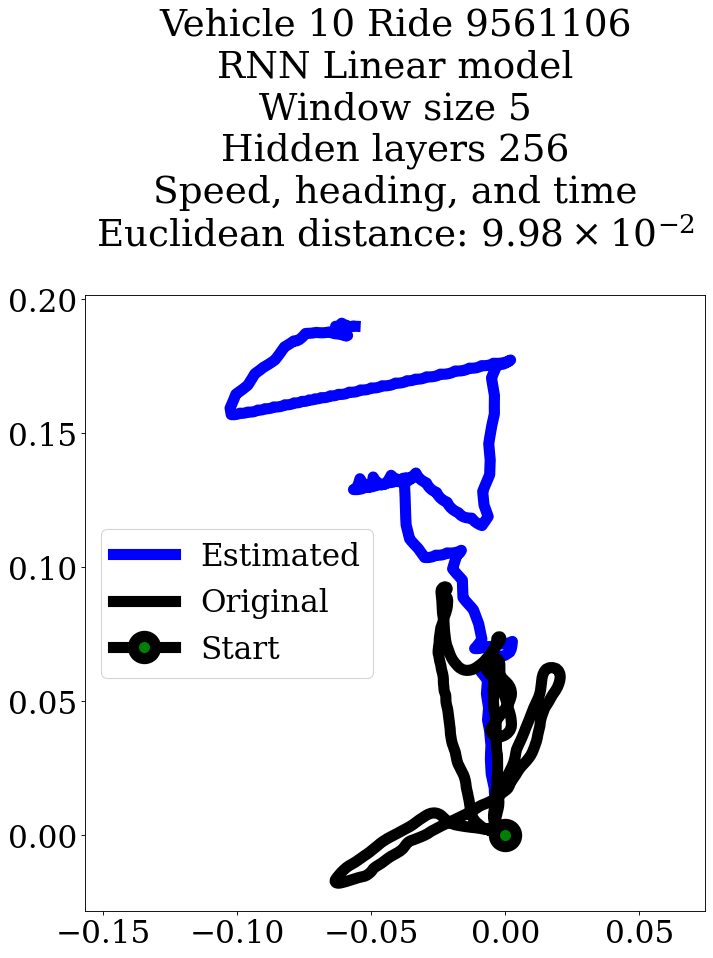 Vehicle 10 Ride 9561106
RNN Linear model
Window size 5
Hidden layers 256
Speed, heading, and time
Euclidean distance: 9.98 × 10⁻²
0.20
0.15
0.10
0.05
0.00
Estimated
Original
Start
−0.15 −0.10 −0.05 0.00 0.05